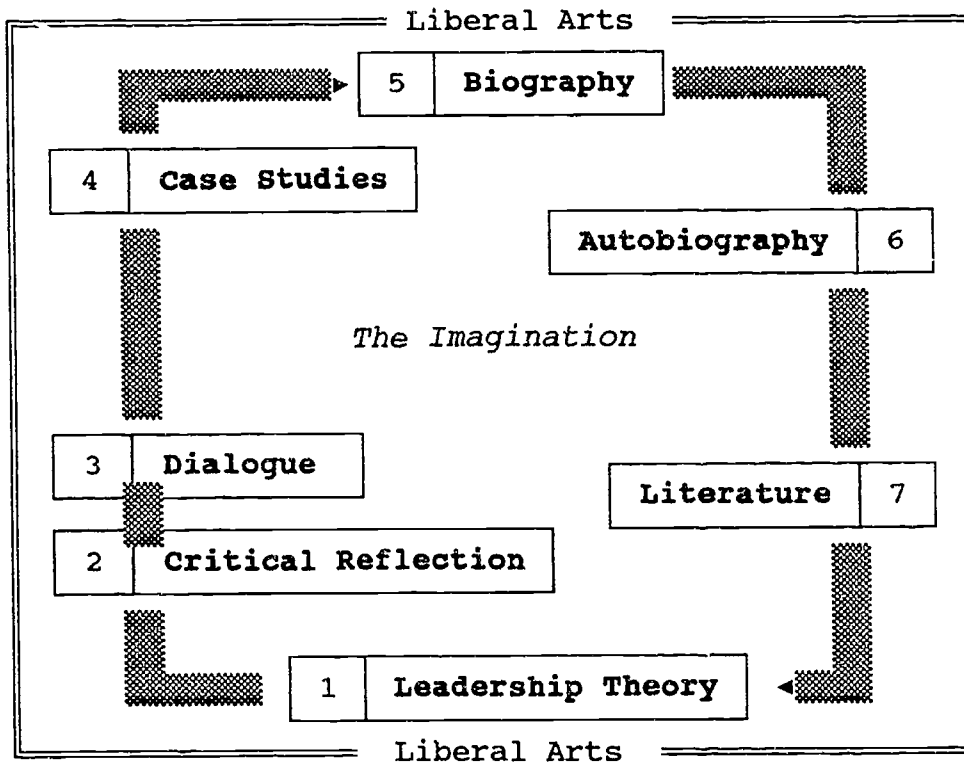 Liberal Arts
5 Biography
4 Case Studies
Autobiography 6
The Imagination
3 Dialogue
Literature 7
2 Critical Reflection
1 Leadership Theory
Liberal Arts